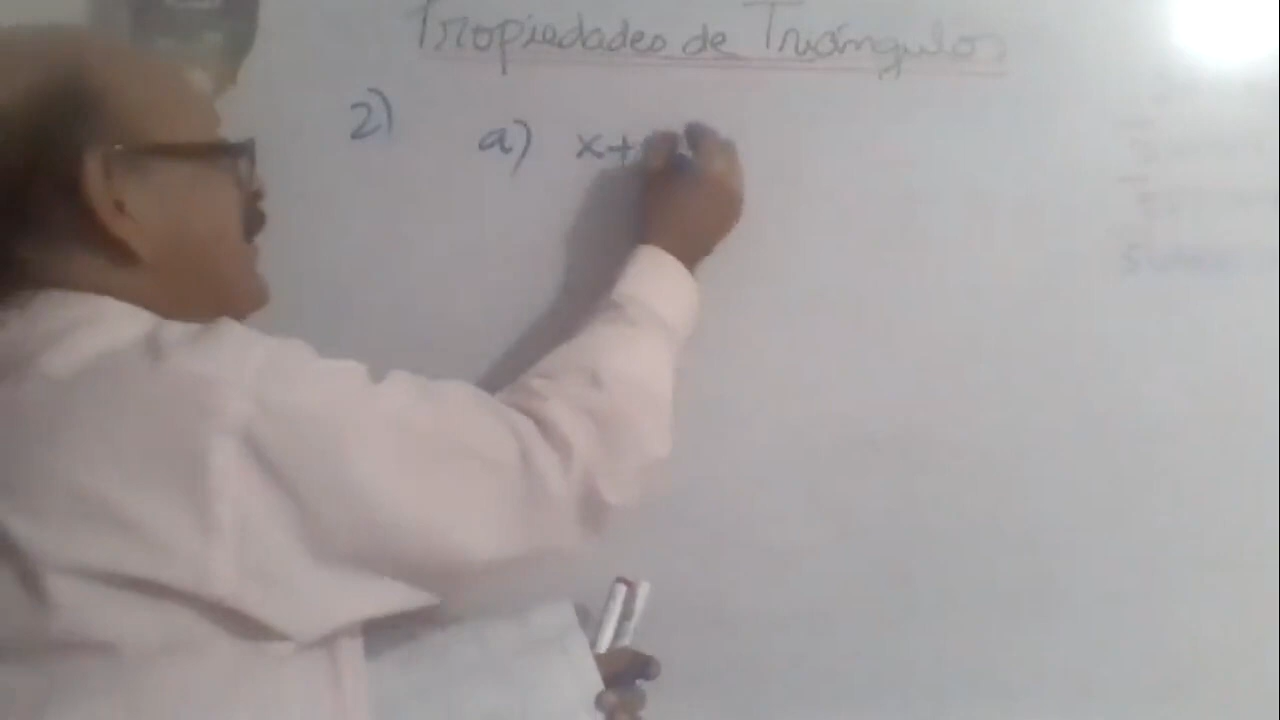 Propiedades de Triángulos
2) a) x+